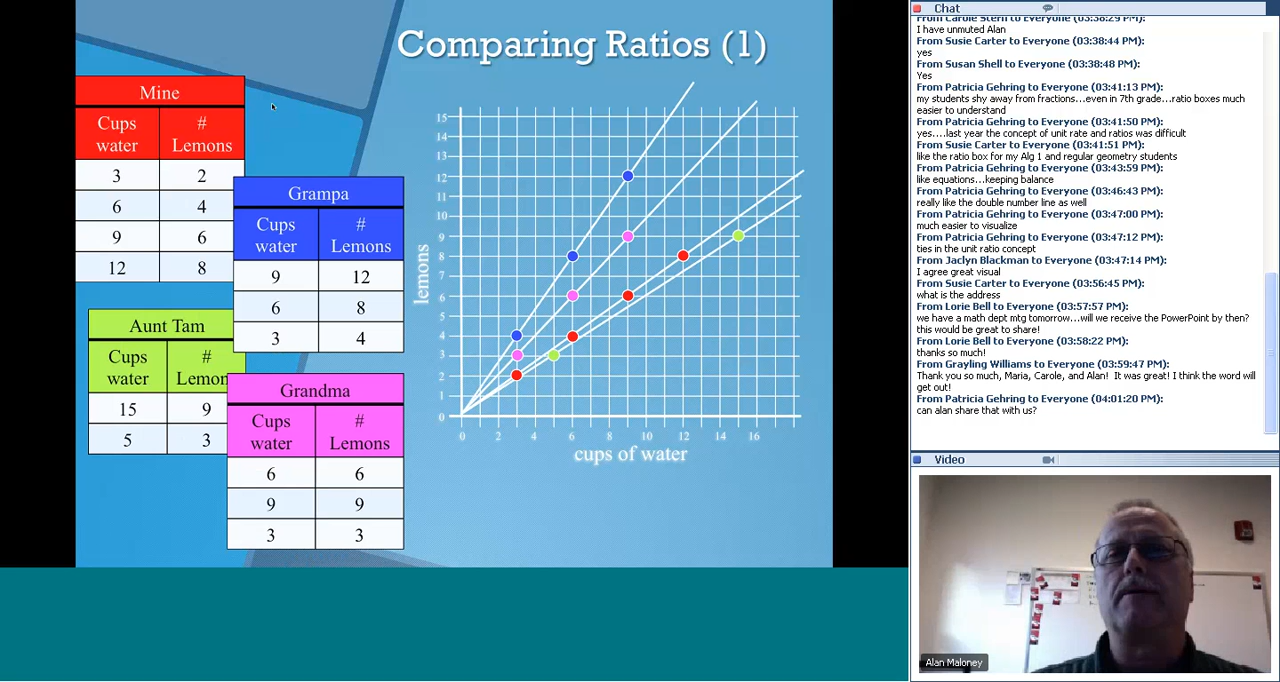 Comparing Ratios (1)
Mine
Cups water # Lemons
3 2
6 4
9 6
12 8
Grampa
Cups water # Lemons
9 12
6 8
3 4
Aunt Tam
Cups water # Lemon
15 9
5 3
Grandma
Cups water # Lemons
6 6
9 9
3 3
15
14
13
12
11
10
9
8
7
6
5
4
3
2
1
0
lemons
0 2 4 6 8 10 12 14 16
cups of water
Chat
From Carole Stern to Everyone (03:38:29 PM):
I have unmuted Alan
From Susie Carter to Everyone (03:38:44 PM):
yes
From Susan Shell to Everyone (03:38:48 PM):
Yes
From Patricia Gehring to Everyone (03:41:13 PM):
my students shy away from fractions...even in 7th grade...ratio boxes much
easier to understand
From Patricia Gehring to Everyone (03:41:50 PM):
yes....last year the concept of unit rate and ratios was difficult
From Susie Carter to Everyone (03:41:51 PM):
like the ratio box for my Alg 1 and regular geometry students
From Patricia Gehring to Everyone (03:43:59 PM):
like equations...keeping balance
From Patricia Gehring to Everyone (03:46:43 PM):
really like the double number line as well
From Patricia Gehring to Everyone (03:47:00 PM):
much easier to visualize
From Patricia Gehring to Everyone (03:47:12 PM):
ties in the unit ratio concept
From Jaclyn Blackman to Everyone (03:47:14 PM):
I agree great visual
From Susie Carter to Everyone (03:56:45 PM):
what is the address
From Lorie Bell to Everyone (03:57:57 PM):
we have a math dept mtg tomorrow...will we receive the PowerPoint by then?
this would be great to share!
From Lorie Bell to Everyone (03:58:22 PM):
thanks so much!
From Grayling Williams to Everyone (03:59:47 PM):
Thank you so much, Maria, Carole, and Alan! It was great! I think the word will
get out!
From Patricia Gehring to Everyone (04:01:20 PM):
can alan share that with us?
Video
Alan Maloney